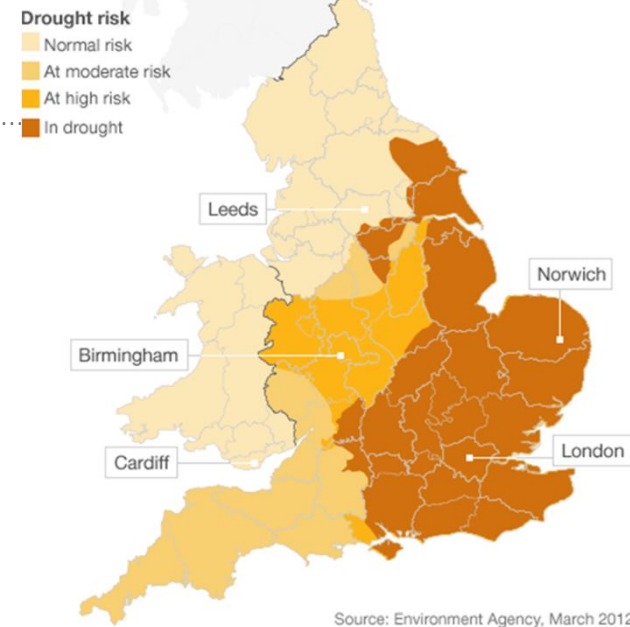 Drought risk
Normal risk
At moderate risk
At high risk
...
In drought
Leeds
Norwich
Birmingham
Cardiff
London
Source: Environment Agency, March 2012